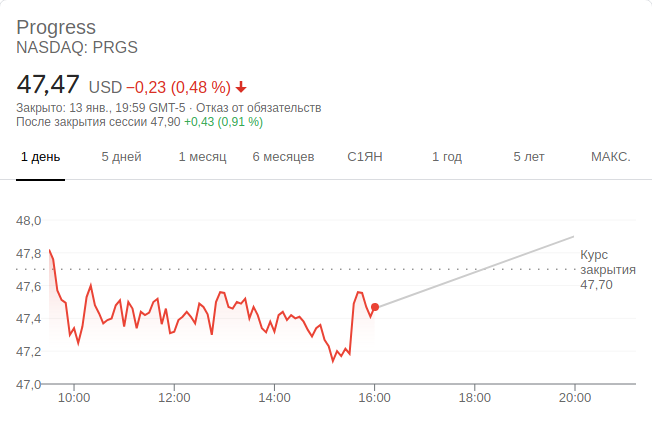 Progress
NASDAQ: PRGS
47,47 USD −0,23 (0,48 %)
Закрыто: 13 янв., 19:59 GMT-5 · Отказ от обязательств
После закрытия сессии 47,90 +0,43 (0,91 %)
1 день 5 дней 1 месяц 6 месяцев С1ЯН 1 год 5 лет МАКС.
48,0
47,8
47,6
47,4
47,2
47,0
Курс
закрытия
47,70
10:00 12:00 14:00 16:00 18:00 20:00